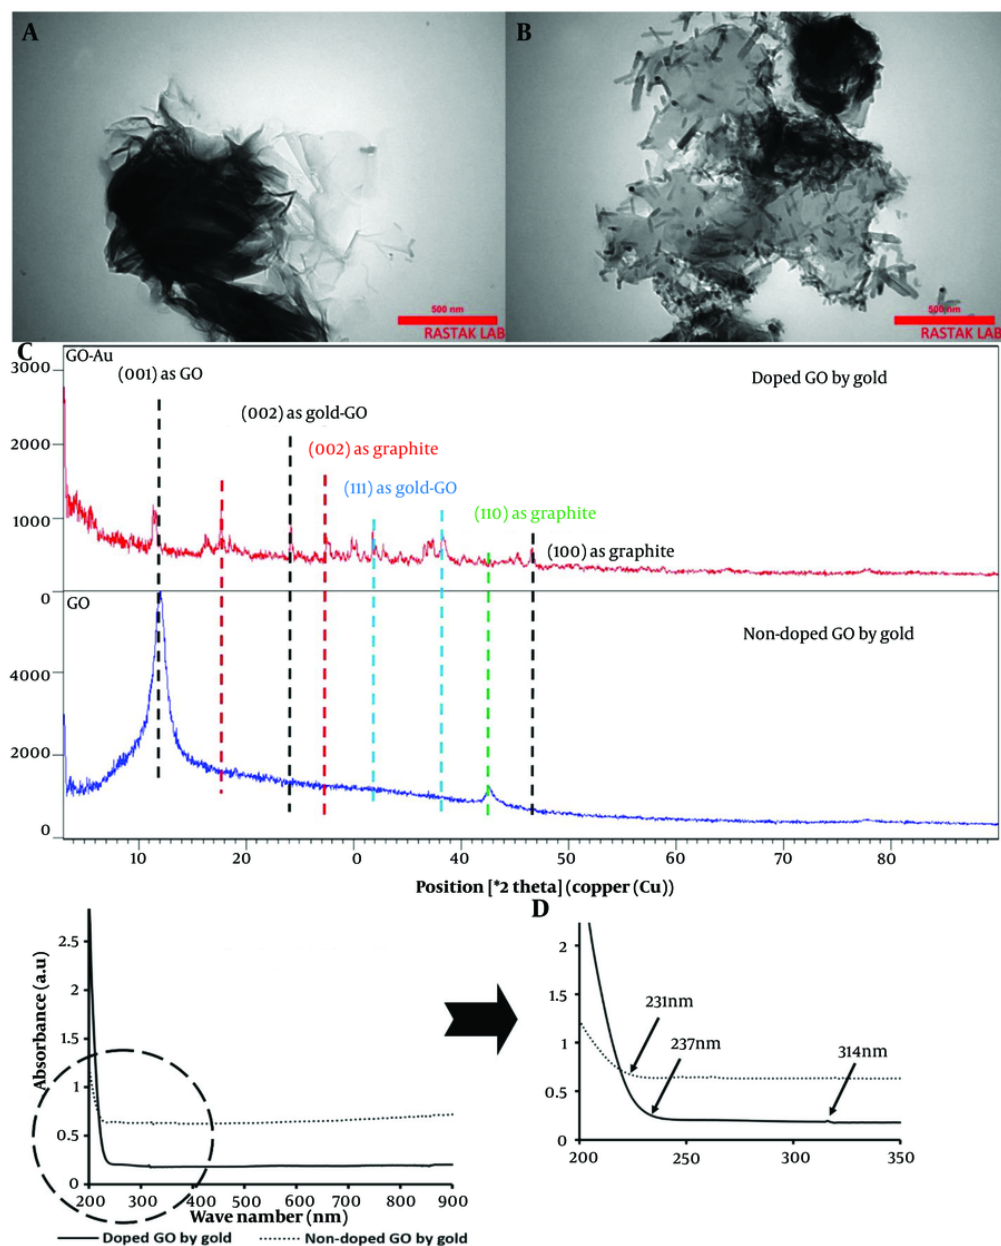 A
B
500 nm
RASTAK LAB
500 nm
RASTAK LAB
C
GO-Au
Doped GO by gold
(001) as GO
(002) as gold-GO
(002) as graphite
(111) as gold-GO
(110) as graphite
(100) as graphite
3000
2000
1000
0
GO
Non-doped GO by gold
4000
2000
0
10 20 0 40 50 60 70 80
Position [*2 theta] (copper (Cu))
D
Absorbance (a.u)
2.5
2
1.5
1
0.5
0
200 300 400 500 600 700 800 900
Wave namber (nm)
Doped GO by gold Non-doped GO by gold
2
1.5
1
0.5
0
231nm
237nm
314nm
200 250 300 350